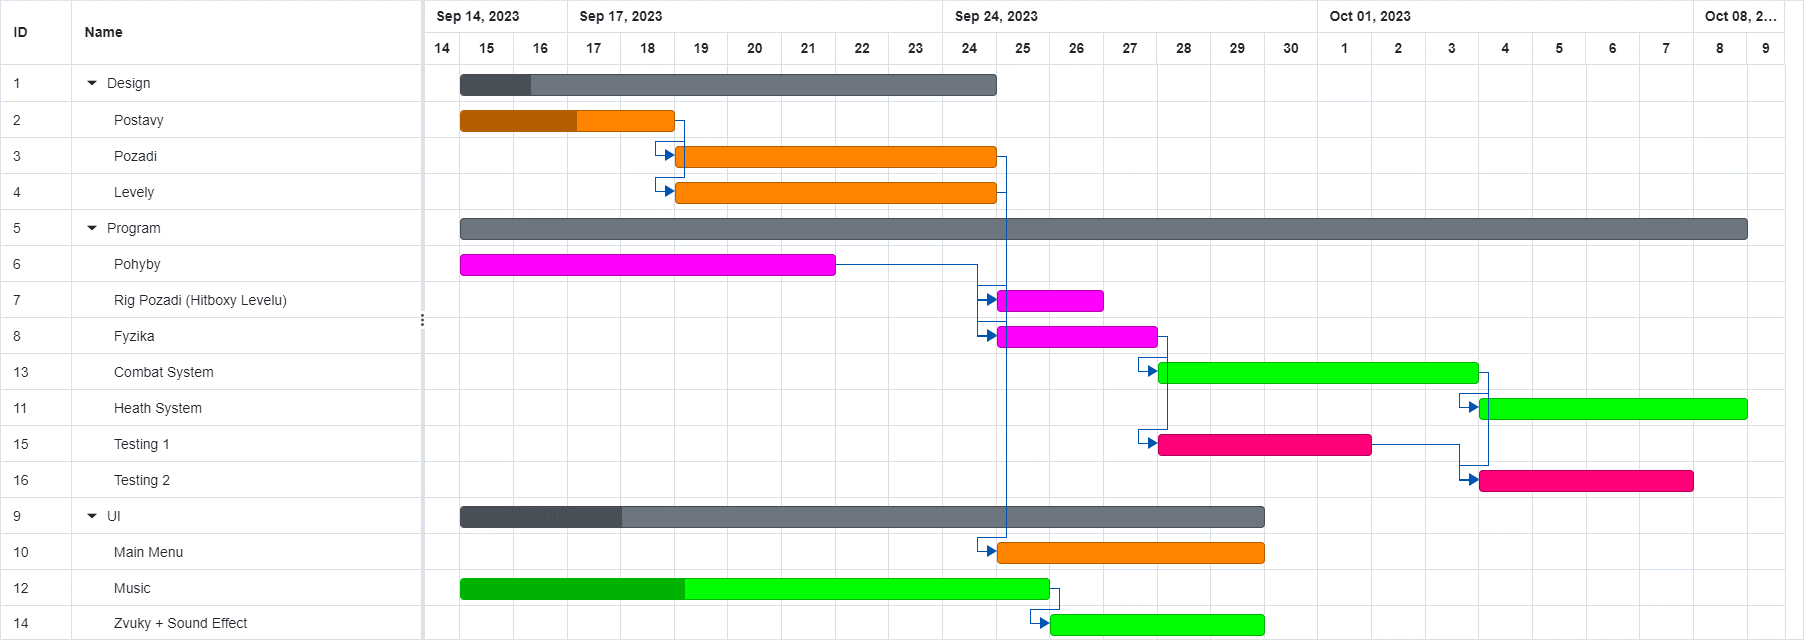 ID Name Sep 14, 2023 Sep 17, 2023 Sep 24, 2023 Oct 01, 2023 Oct 08, 2...
14 15 16 17 18 19 20 21 22 23 24 25 26 27 28 29 30 1 2 3 4 5 6 7 8 9
1 Design
2 Postavy
3 Pozadi
4 Levely
5 Program
6 Pohyby
7 Rig Pozadi (Hitboxy Levelu)
8 Fyzika
13 Combat System
11 Heath System
15 Testing 1
16 Testing 2
9 UI
10 Main Menu
12 Music
14 Zvuky + Sound Effect